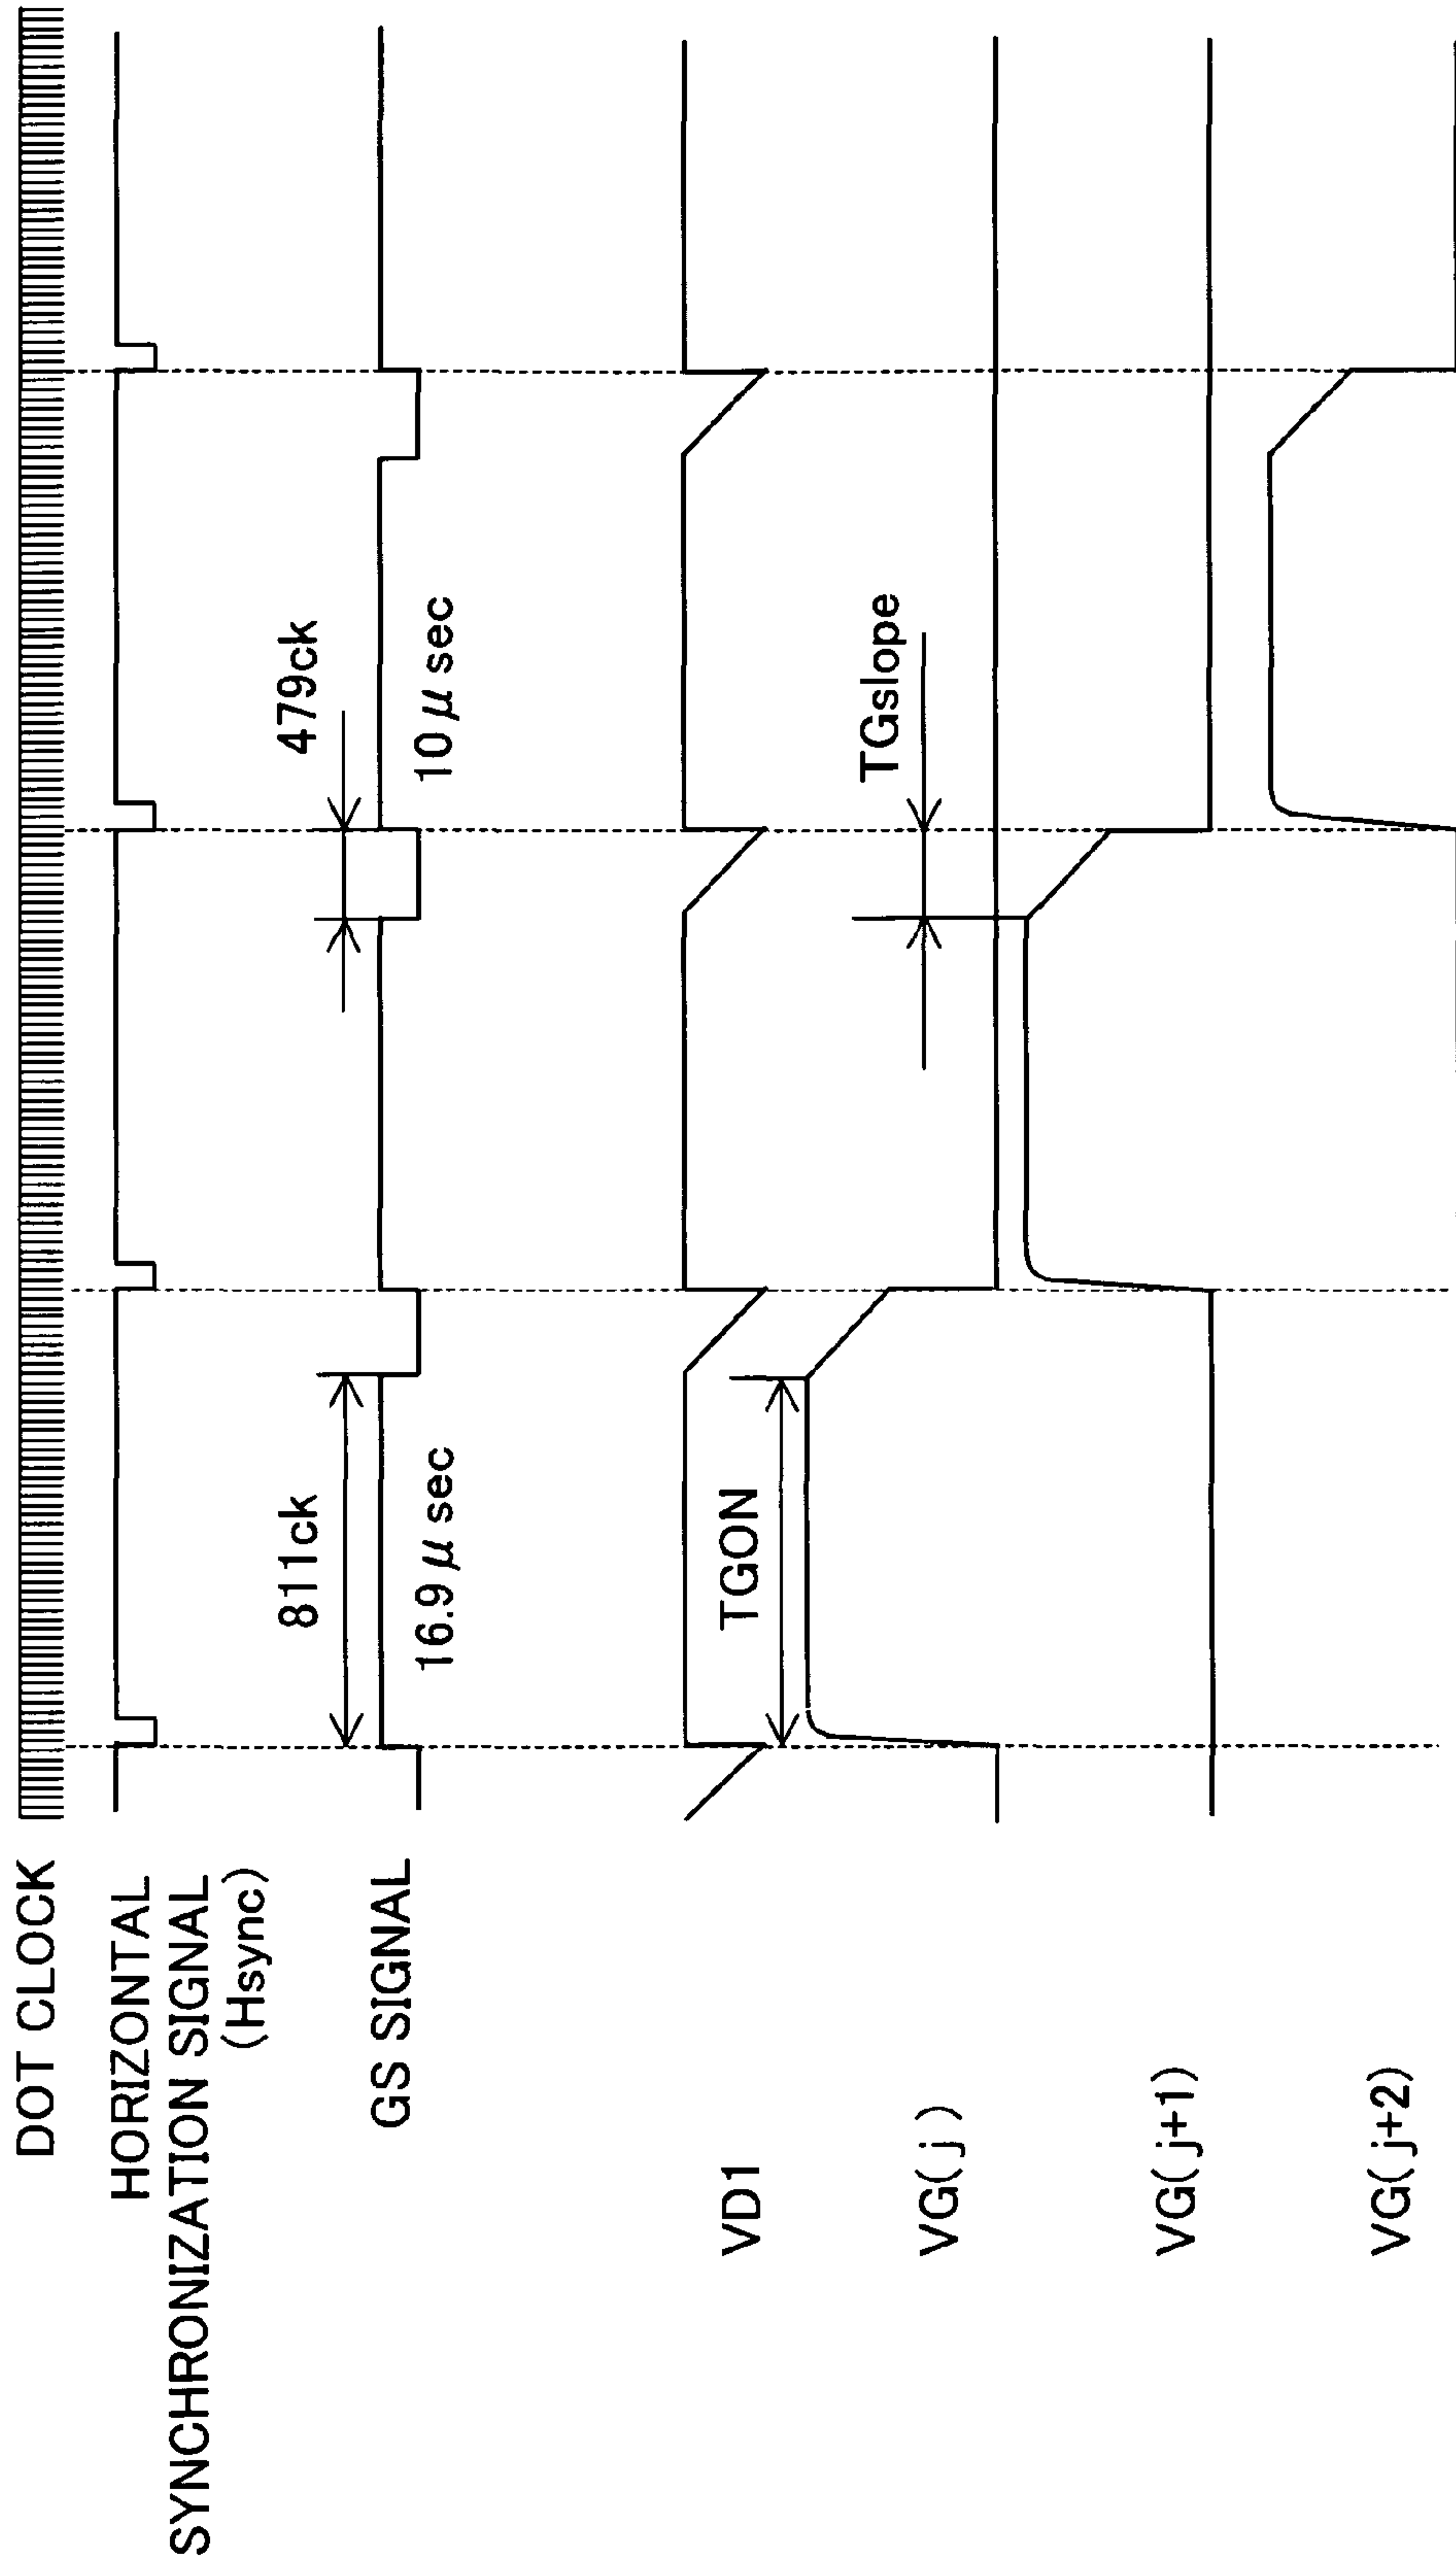 DOT CLOCK
HORIZONTAL
SYNCHRONIZATION SIGNAL
(Hsync)
811ck
479ck
GS SIGNAL
16.9μsec
10μsec
VD1
TGON
TGslope
VG(j)
VG(j+1)
VG(j+2)